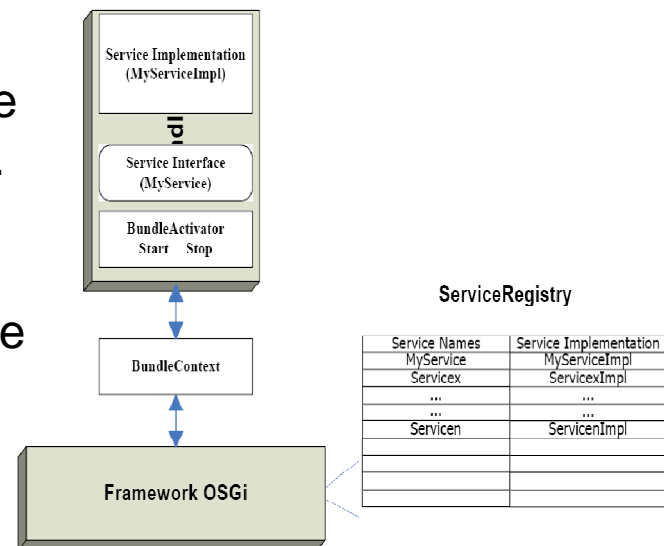 Service Implementation
(MyServiceImpl)
Service Interface
(MyService)
BundleActivator
Start Stop
BundleContext
Framework OSGi
ServiceRegistry
Service Names Service Implementation
MyService MyServiceImpl
Servicex ServicexImpl
... ...
... ...
Servicen ServicenImpl